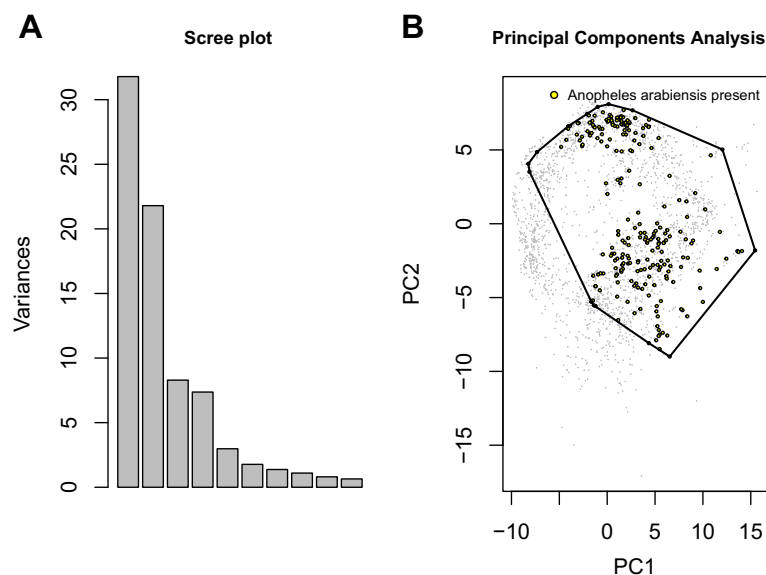 A
Scree plot
Variances
0
5
10
15
20
25
30
B
Principal Components Analysis
Anopheles arabiensis present
PC2
5
0
−5
−10
−15
−10
0
5
10
15
PC1